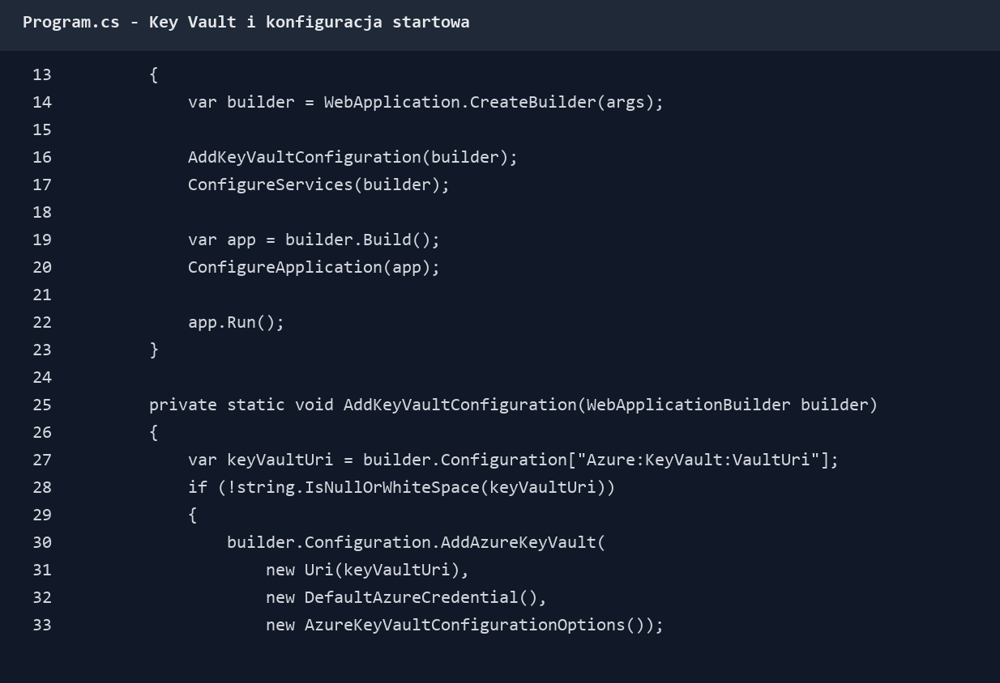 Program.cs - Key Vault i konfiguracja startowa
13          {
14              var builder = WebApplication.CreateBuilder(args);
15
16              AddKeyVaultConfiguration(builder);
17              ConfigureServices(builder);
18
19              var app = builder.Build();
20              ConfigureApplication(app);
21
22              app.Run();
23          }
24
25          private static void AddKeyVaultConfiguration(WebApplicationBuilder builder)
26          {
27              var keyVaultUri = builder.Configuration["Azure:KeyVault:VaultUri"];
28              if (!string.IsNullOrWhiteSpace(keyVaultUri))
29              {
30                  builder.Configuration.AddAzureKeyVault(
31                      new Uri(keyVaultUri),
32                      new DefaultAzureCredential(),
33                      new AzureKeyVaultConfigurationOptions());